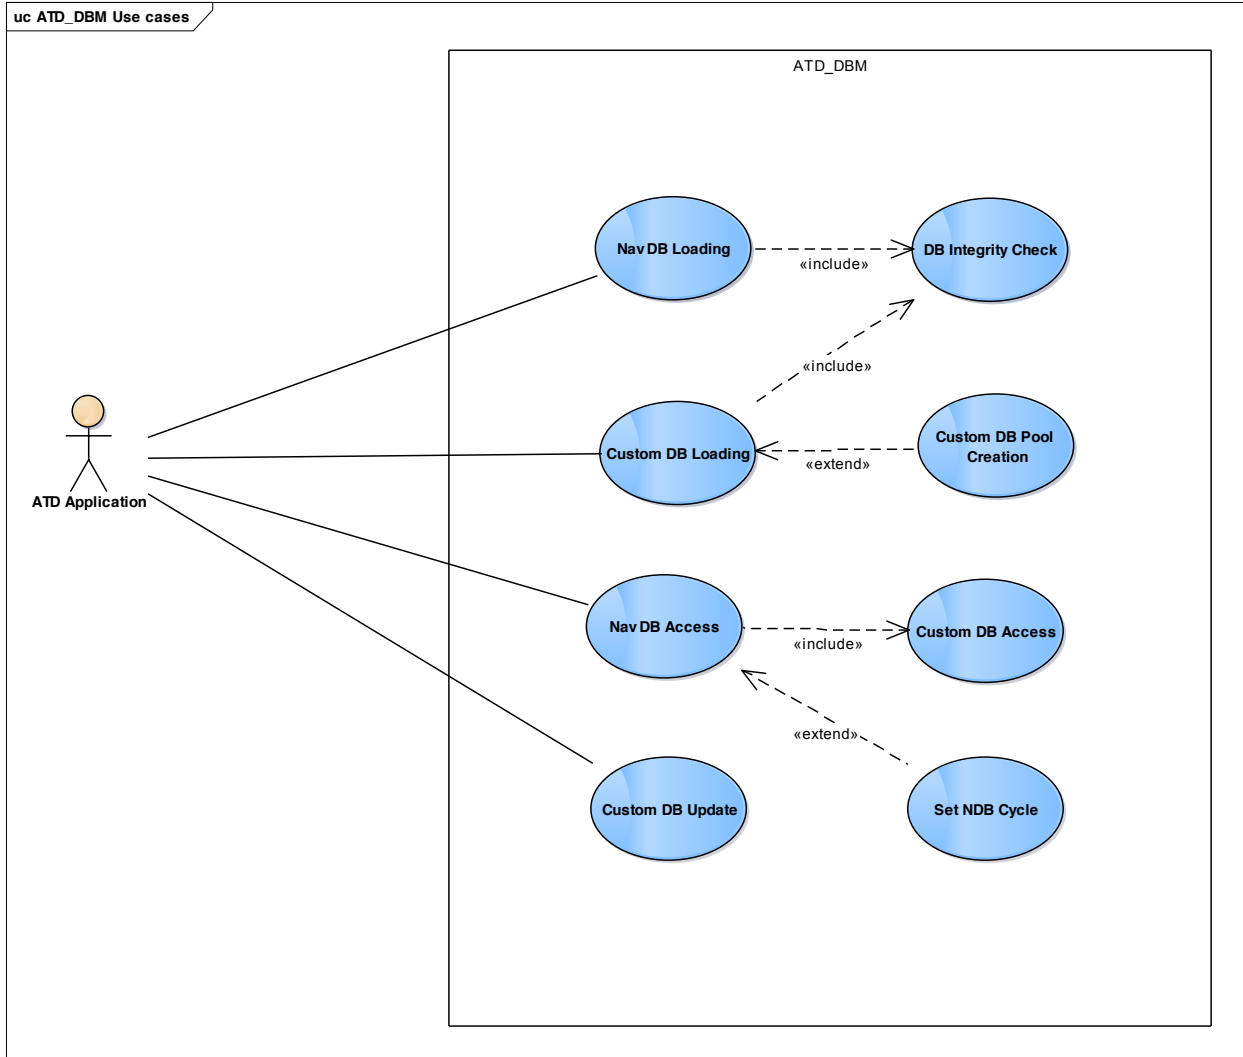 uc ATD_DBM Use cases
ATD_DBM
Nav DB Loading
«include»
DB Integrity Check
«include»
Custom DB Loading
«extend»
Custom DB Pool
Creation
ATD Application
Nav DB Access
«include»
Custom DB Access
«extend»
Custom DB Update
Set NDB Cycle